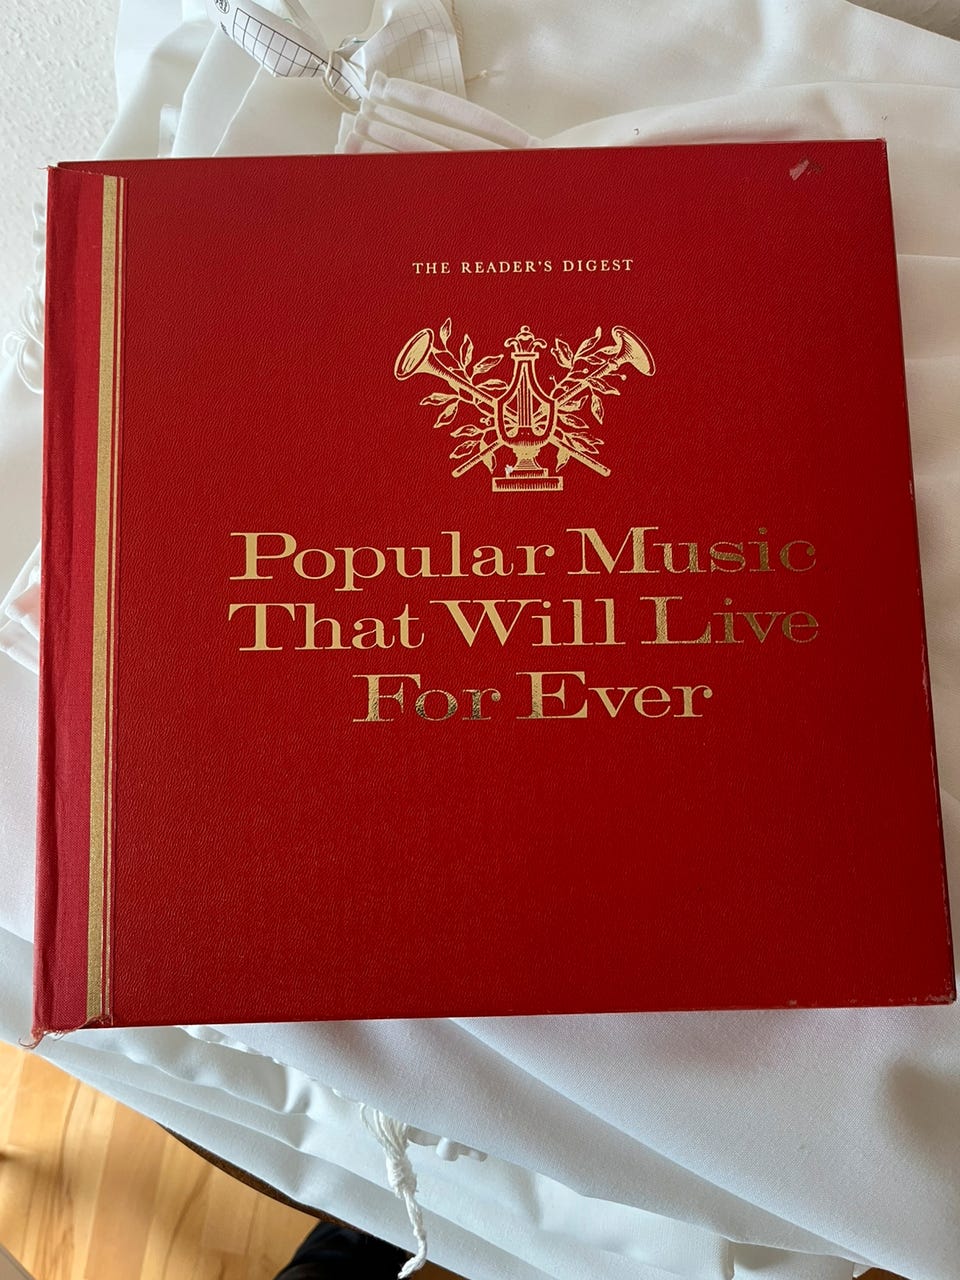 THE READER'S DIGEST
Popular Music
That Will Live
For Ever